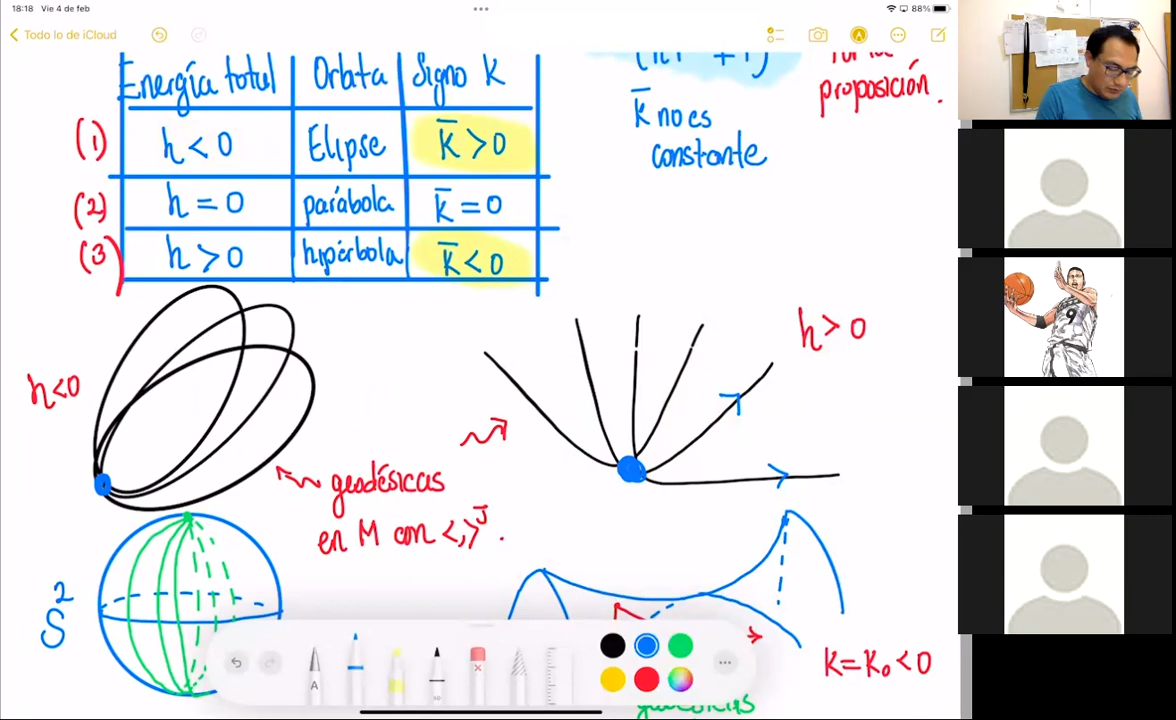 18:18 Vie 4 de feb
88%
Todo lo de iCloud
Energía total Orbita Signo K
(1) h < 0 Elipse k̄ > 0
(2) h = 0 parábola k̄ = 0
(3) h > 0 hipérbola k̄ < 0
proposición.
k̄ no es
constante
h<0
h > 0
geodésicas
en M con <,>ᴶ.
S²
K=K₀<0
A
9